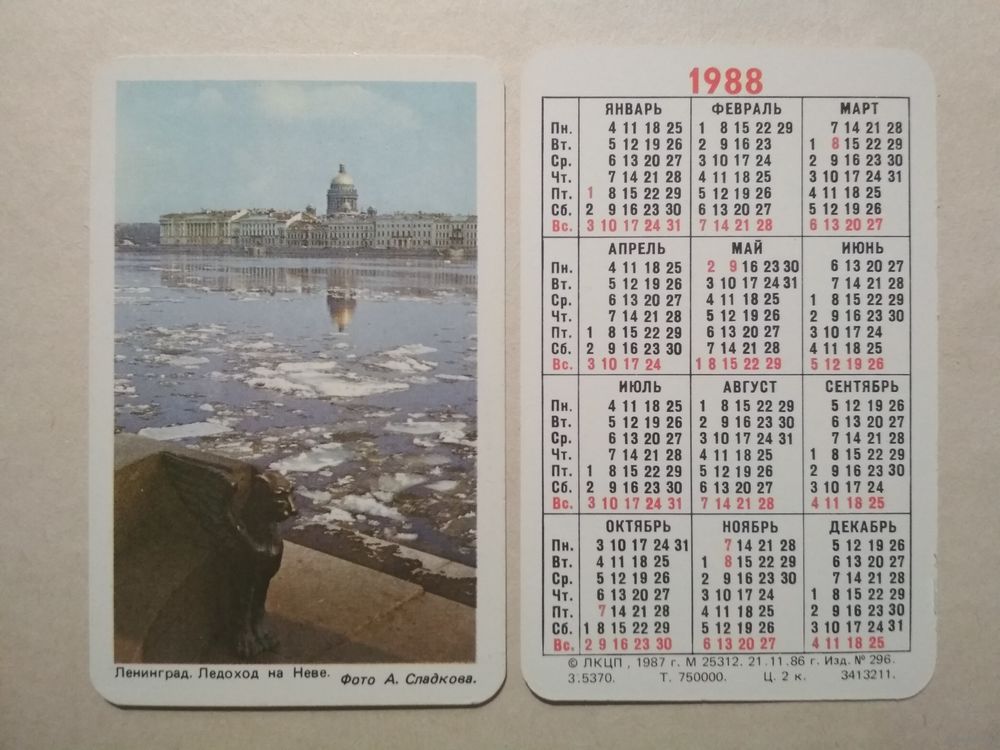 Ленинград. Ледоход на Неве.
Фото А. Сладкова.
1988
ЯНВАРЬ ФЕВРАЛЬ МАРТ
Пн. 4 11 18 25 1 8 15 22 29 7 14 21 28
Вт. 5 12 19 26 2 9 16 23 1 8 15 22 29
Ср. 6 13 20 27 3 10 17 24 2 9 16 23 30
Чт. 7 14 21 28 4 11 18 25 3 10 17 24 31
Пт. 1 8 15 22 29 5 12 19 26 4 11 18 25
Сб. 2 9 16 23 30 6 13 20 27 5 12 19 26
Вс. 3 10 17 24 31 7 14 21 28 6 13 20 27
АПРЕЛЬ МАЙ ИЮНЬ
Пн. 4 11 18 25 2 9 16 23 30 6 13 20 27
Вт. 5 12 19 26 3 10 17 24 31 7 14 21 28
Ср. 6 13 20 27 4 11 18 25 1 8 15 22 29
Чт. 7 14 21 28 5 12 19 26 2 9 16 23 30
Пт. 1 8 15 22 29 6 13 20 27 3 10 17 24
Сб. 2 9 16 23 30 7 14 21 28 4 11 18 25
Вс. 3 10 17 24 1 8 15 22 29 5 12 19 26
ИЮЛЬ АВГУСТ СЕНТЯБРЬ
Пн. 4 11 18 25 1 8 15 22 29 5 12 19 26
Вт. 5 12 19 26 2 9 16 23 30 6 13 20 27
Ср. 6 13 20 27 3 10 17 24 31 7 14 21 28
Чт. 7 14 21 28 4 11 18 25 1 8 15 22 29
Пт. 1 8 15 22 29 5 12 19 26 2 9 16 23 30
Сб. 2 9 16 23 30 6 13 20 27 3 10 17 24
Вс. 3 10 17 24 31 7 14 21 28 4 11 18 25
ОКТЯБРЬ НОЯБРЬ ДЕКАБРЬ
Пн. 3 10 17 24 31 7 14 21 28 5 12 19 26
Вт. 4 11 18 25 1 8 15 22 29 6 13 20 27
Ср. 5 12 19 26 2 9 16 23 30 7 14 21 28
Чт. 6 13 20 27 3 10 17 24 1 8 15 22 29
Пт. 7 14 21 28 4 11 18 25 2 9 16 23 30
Сб. 1 8 15 22 29 5 12 19 26 3 10 17 24 31
Вс. 2 9 16 23 30 6 13 20 27 4 11 18 25
© ЛКЦП, 1987 г. М 25312. 21.11.86 г. Изд. № 296.
З.5370. Т. 750000. Ц. 2 к. 3413211.